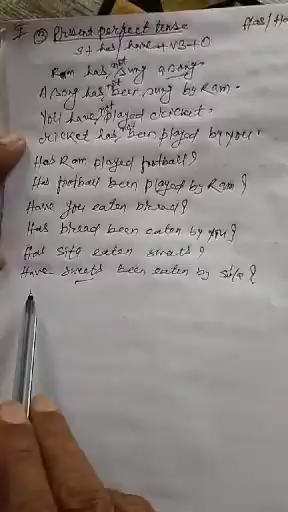 I (a) Present perfect tense Has/Ha
S + has/have + V3 + O
Ram has not sung a song.
A song has not been sung by Ram.
You have not played cricket.
cricket has not been played by you.
Has Ram played football?
Has football been played by Ram?
Have you eaten bread?
Has bread been eaten by you?
Has Sita eaten sweets?
Have sweets been eaten by Sita?